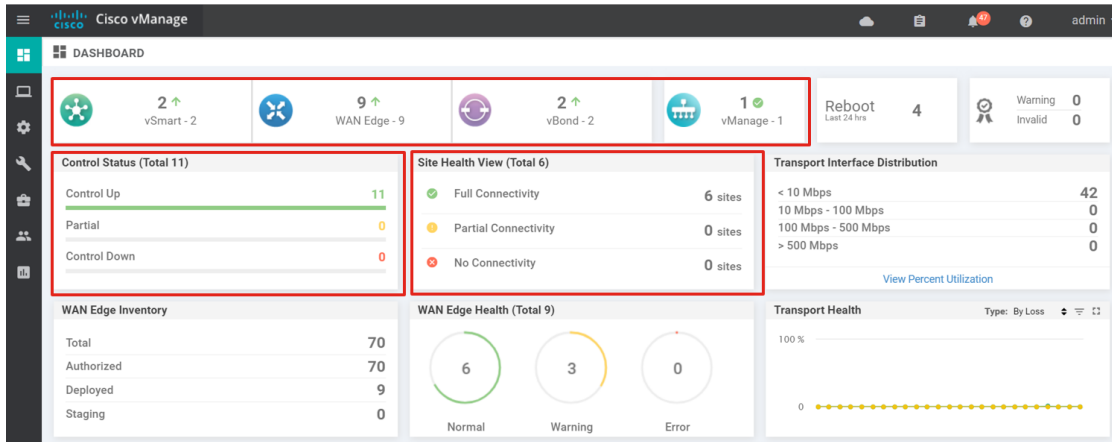 cisco Cisco vManage
47
admin
DASHBOARD
2
vSmart - 2
9
WAN Edge - 9
2
vBond - 2
1
vManage - 1
Reboot
Last 24 hrs
4
Warning 0
Invalid 0
Control Status (Total 11)
Control Up 11
Partial 0
Control Down 0
Site Health View (Total 6)
Full Connectivity 6 sites
Partial Connectivity 0 sites
No Connectivity 0 sites
Transport Interface Distribution
< 10 Mbps 42
10 Mbps - 100 Mbps 0
100 Mbps - 500 Mbps 0
> 500 Mbps 0
View Percent Utilization
WAN Edge Inventory
Total 70
Authorized 70
Deployed 9
Staging 0
WAN Edge Health (Total 9)
6 3 0
Normal Warning Error
Transport Health Type: By Loss
100 %
0